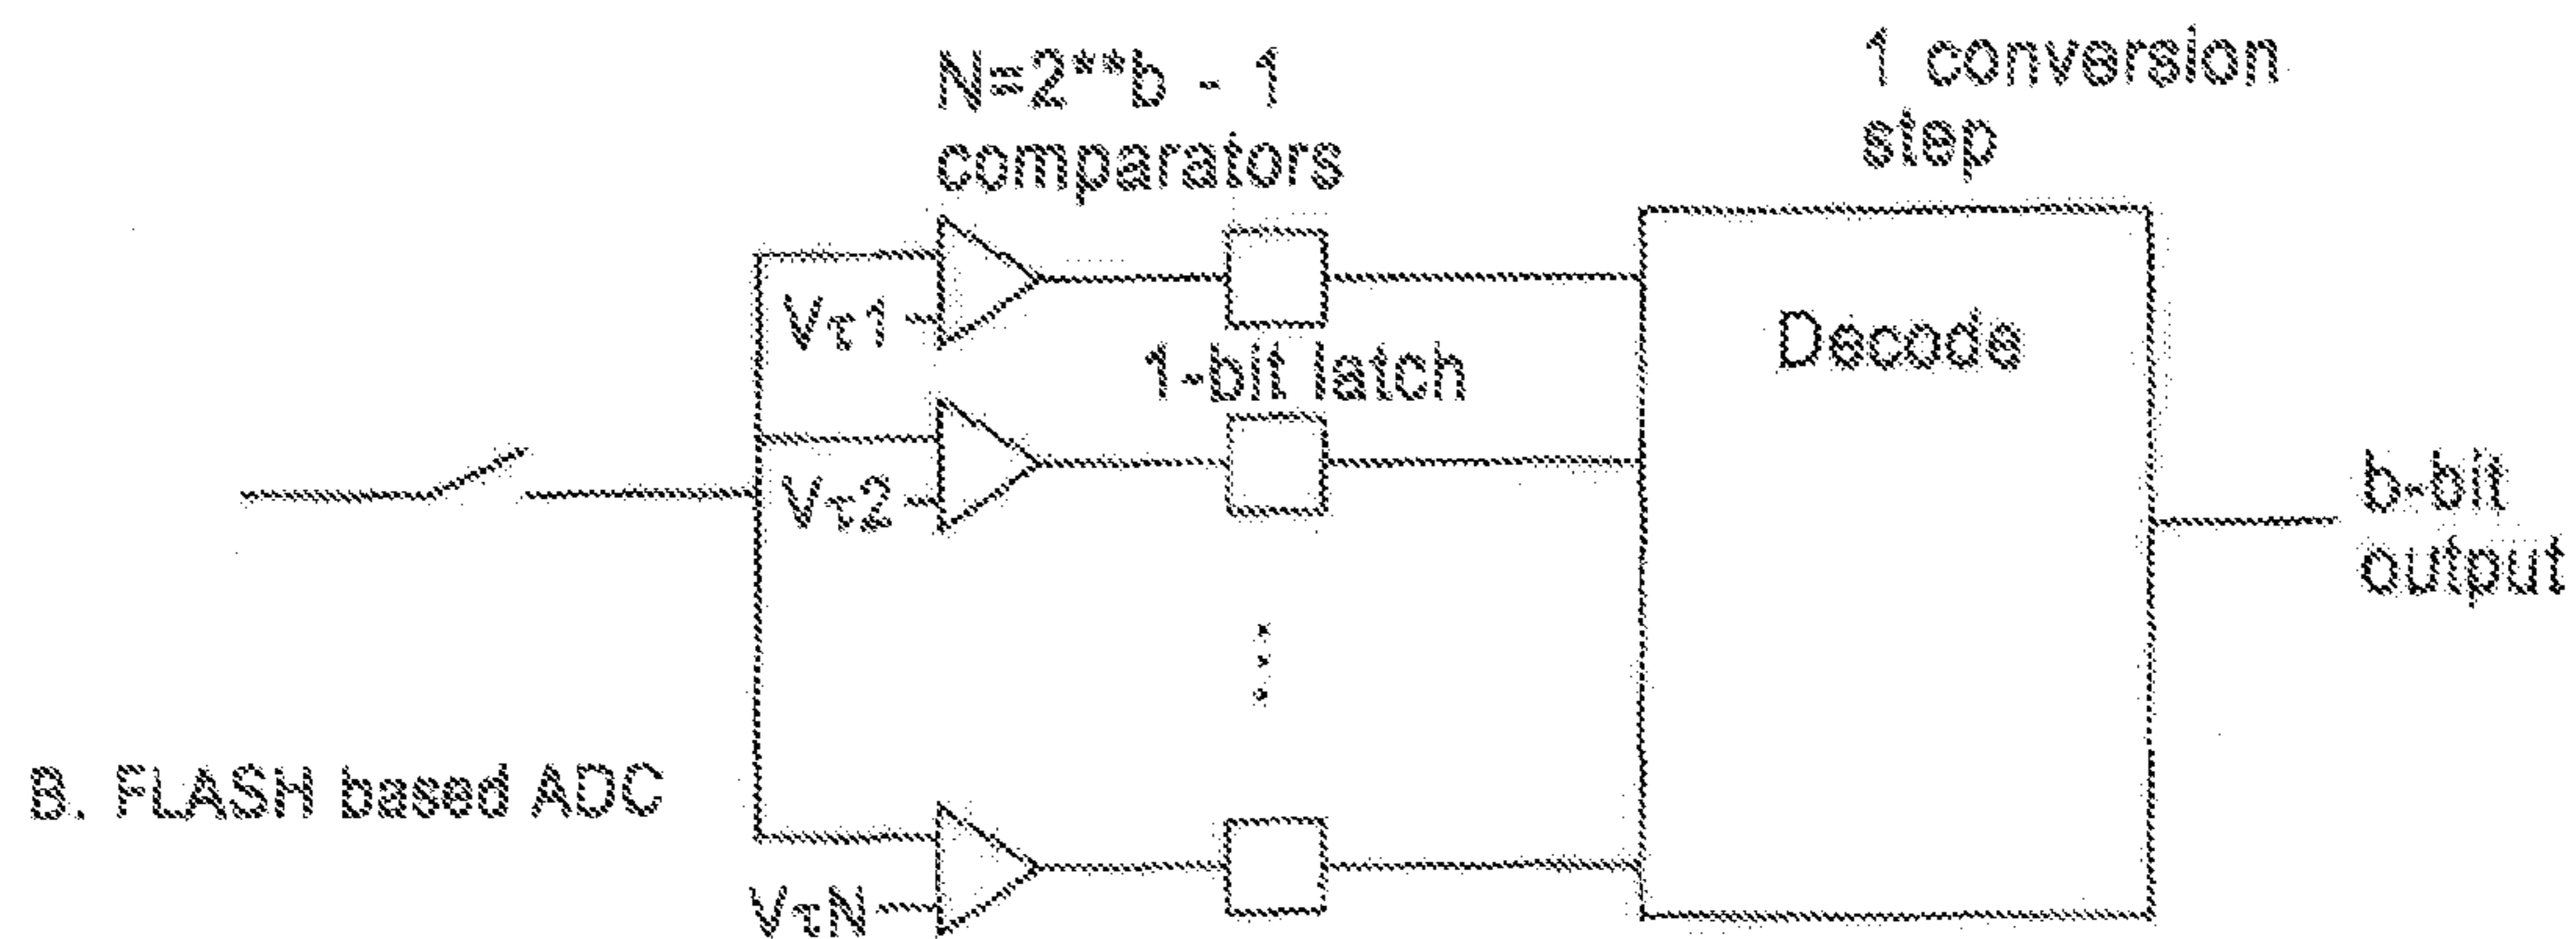 N=2**b - 1
comparators
1 conversion
step
Vτ1
1-bit latch
Decode
Vτ2
b-bit
output
B. FLASH based ADC
VτN